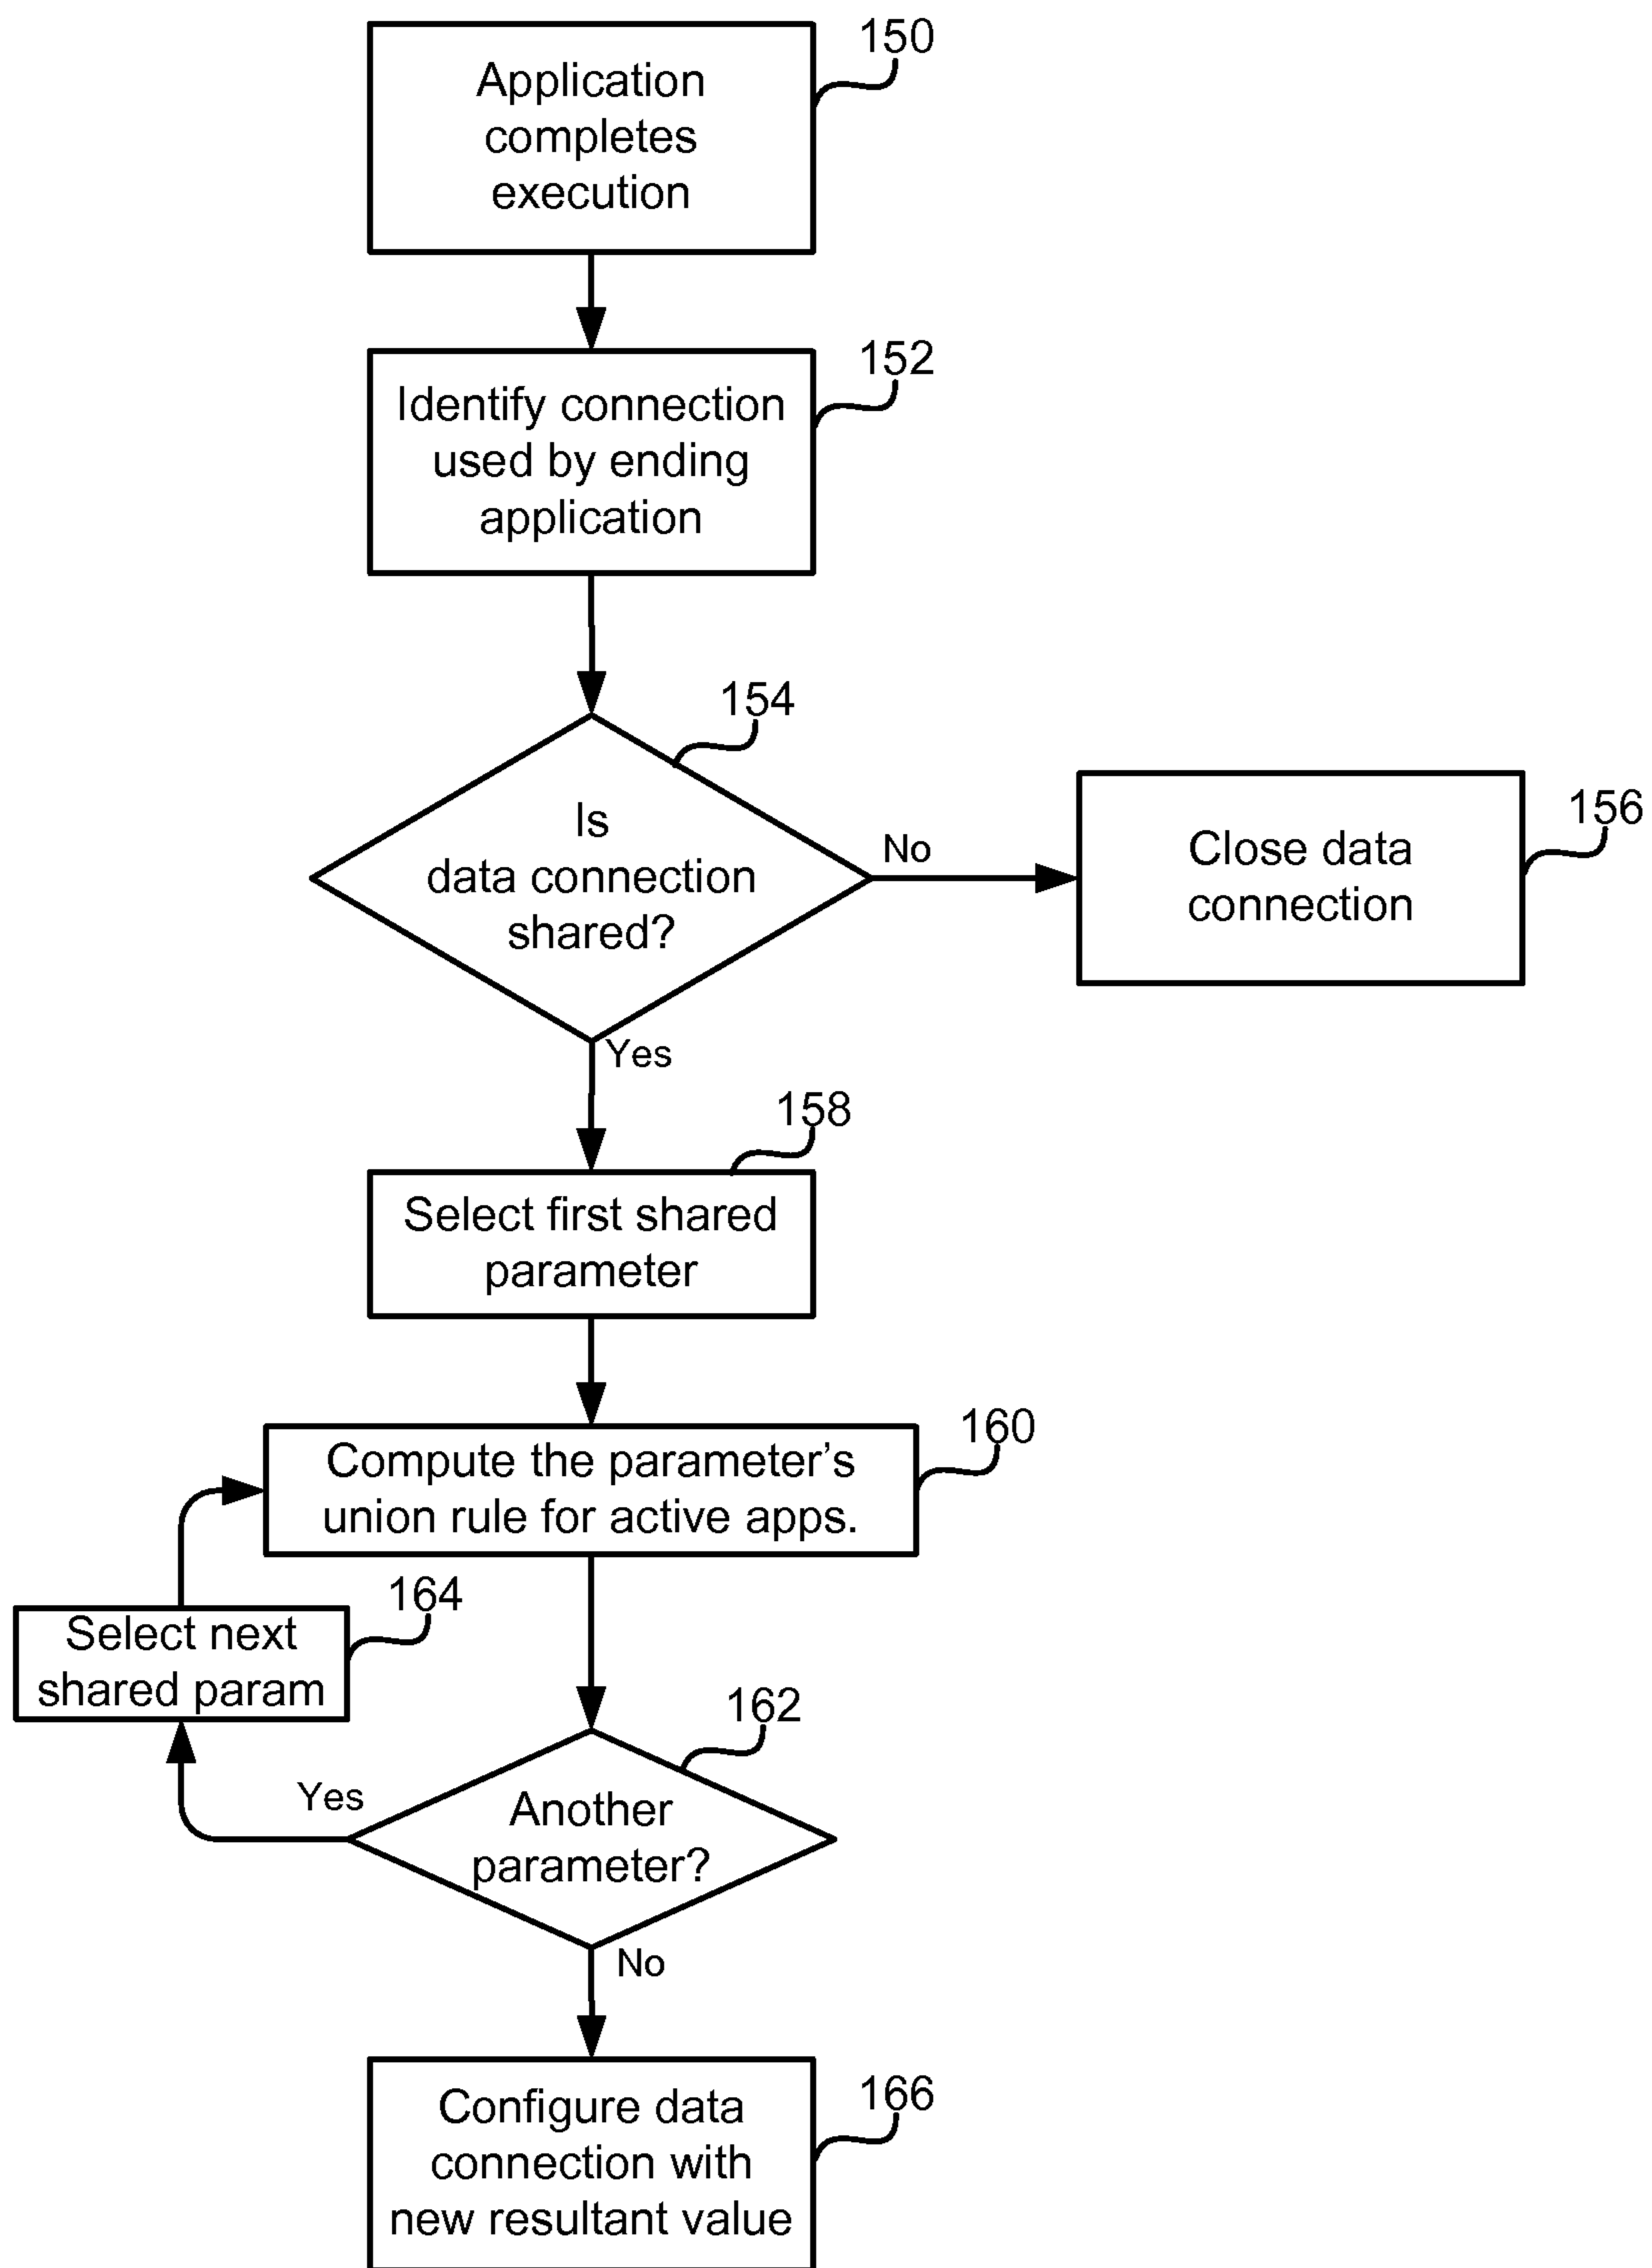 150
Application
completes
execution
152
Identify connection
used by ending
application
154
Is
data connection
shared?
No
156
Close data
connection
Yes
158
Select first shared
parameter
160
Compute the parameter's
union rule for active apps.
164
Select next
shared param
162
Another
parameter?
Yes
No
166
Configure data
connection with
new resultant value